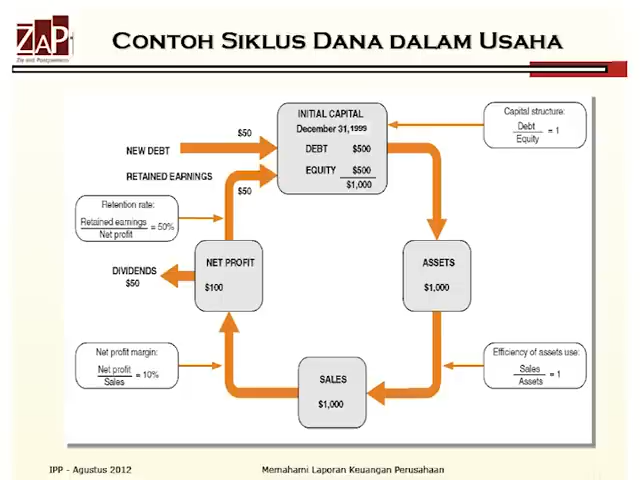 ZAP
CONTOH SIKLUS DANA DALAM USAHA
INITIAL CAPITAL
December 31,1999
DEBT $500
EQUITY $500
$1,000
Capital structure:
Debt
Equity
= 1
$50
NEW DEBT
RETAINED EARNINGS
$50
Retention rate:
Retained earnings
Net profit
= 50%
NET PROFIT
$100
DIVIDENDS
$50
ASSETS
$1,000
Net profit margin:
Net profit
Sales
= 10%
SALES
$1,000
Efficiency of assets use:
Sales
Assets
= 1
IPP - Agustus 2012
Memahami Laporan Keuangan Perusahaan